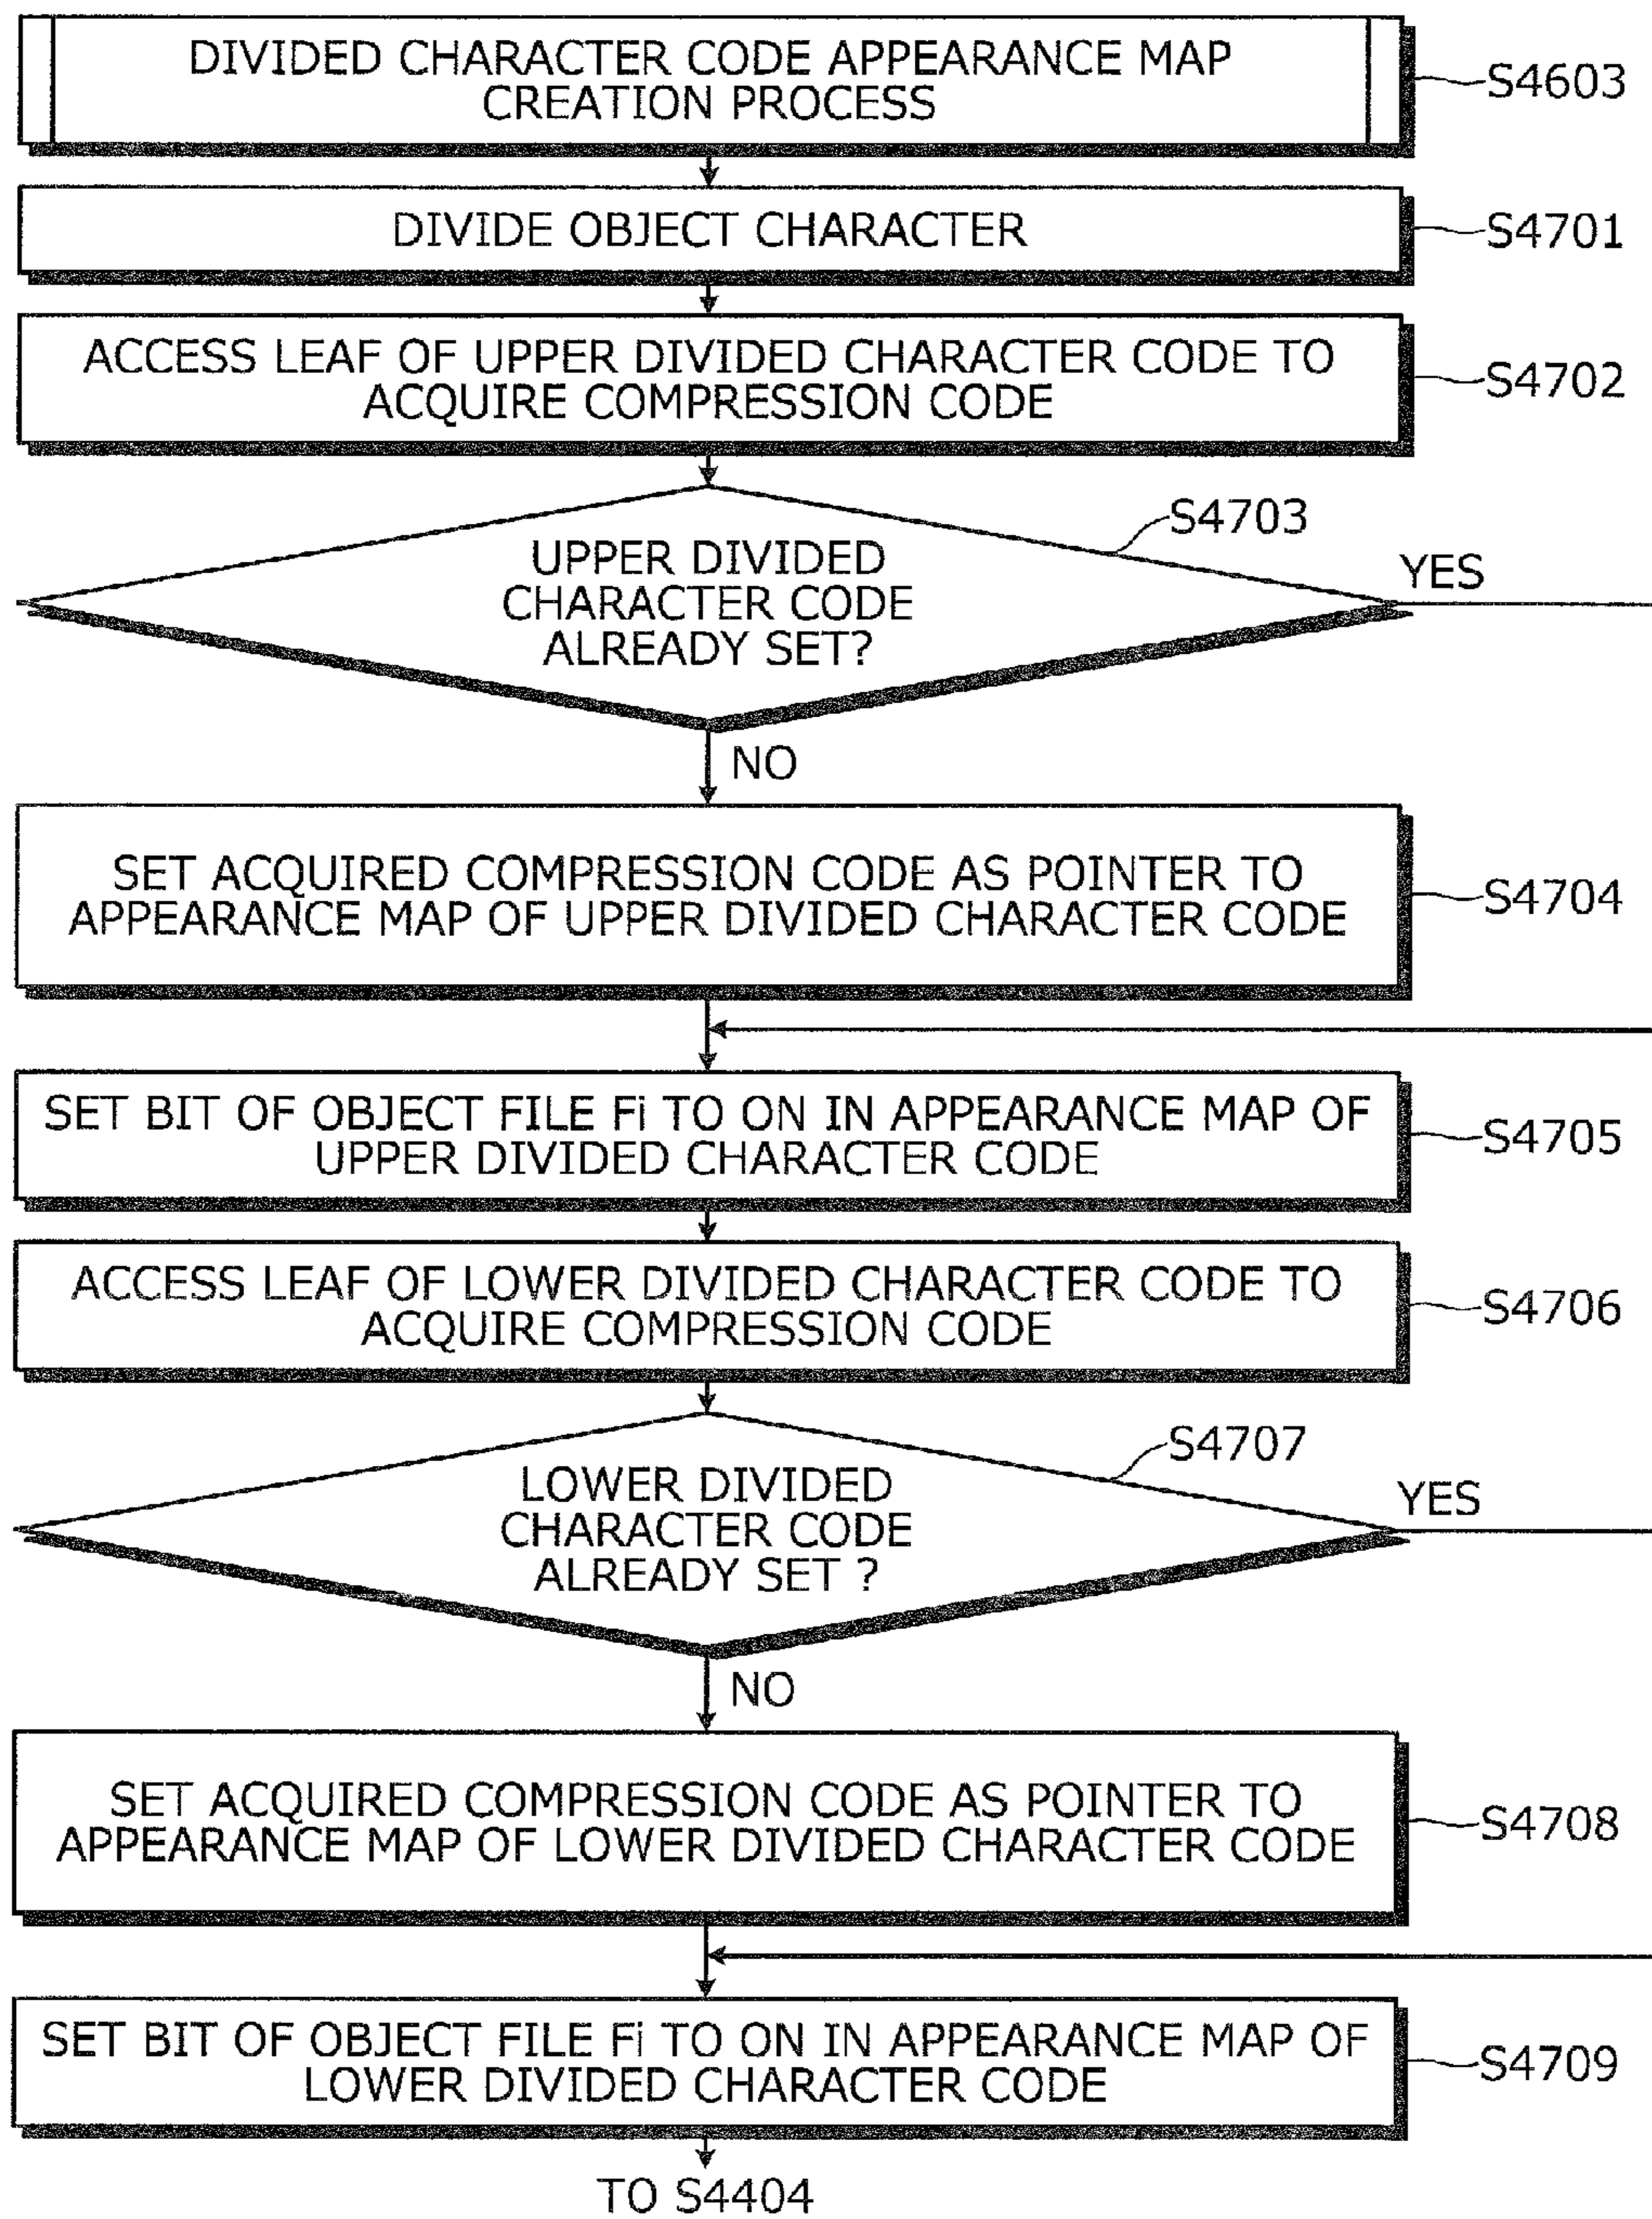 DIVIDED CHARACTER CODE APPEARANCE MAP
CREATION PROCESS
S4603
DIVIDE OBJECT CHARACTER
S4701
ACCESS LEAF OF UPPER DIVIDED CHARACTER CODE TO
ACQUIRE COMPRESSION CODE
S4702
S4703
UPPER DIVIDED
CHARACTER CODE
ALREADY SET?
YES
NO
SET ACQUIRED COMPRESSION CODE AS POINTER TO
APPEARANCE MAP OF UPPER DIVIDED CHARACTER CODE
S4704
SET BIT OF OBJECT FILE Fi TO ON IN APPEARANCE MAP OF
UPPER DIVIDED CHARACTER CODE
S4705
ACCESS LEAF OF LOWER DIVIDED CHARACTER CODE TO
ACQUIRE COMPRESSION CODE
S4706
S4707
LOWER DIVIDED
CHARACTER CODE
ALREADY SET ?
YES
NO
SET ACQUIRED COMPRESSION CODE AS POINTER TO
APPEARANCE MAP OF LOWER DIVIDED CHARACTER CODE
S4708
SET BIT OF OBJECT FILE Fi TO ON IN APPEARANCE MAP OF
LOWER DIVIDED CHARACTER CODE
S4709
TO S4404